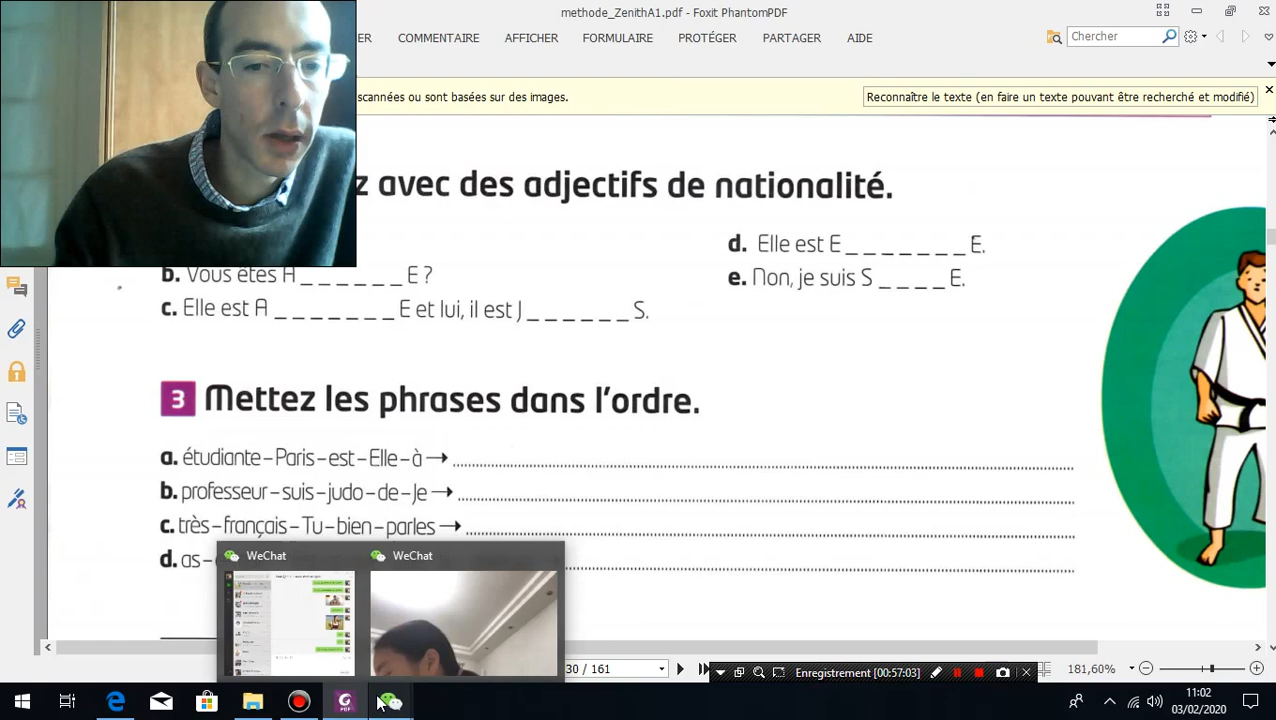 methode_ZenithA1.pdf - Foxit PhantomPDF
COMMENTAIRE AFFICHER FORMULAIRE PROTÉGER PARTAGER AIDE
Chercher
scannées ou sont basées sur des images.
Reconnaître le texte (en faire un texte pouvant être recherché et modifié)
z avec des adjectifs de nationalité.
b. Vous êtes A _ _ _ _ _ _ E ?
c. Elle est A _ _ _ _ _ _ _ E et lui, il est J _ _ _ _ _ _ S.
d. Elle est E _ _ _ _ _ _ _ E.
e. Non, je suis S _ _ _ _ E.
3 Mettez les phrases dans l'ordre.
a. étudiante – Paris – est – Elle – à →
b. professeur – suis – judo – de – Je →
c. très – français – Tu – bien – parles →
d. as –
WeChat WeChat
30 / 161
Enregistrement [00:57:03]
181,60%
PDF
11:02
03/02/2020